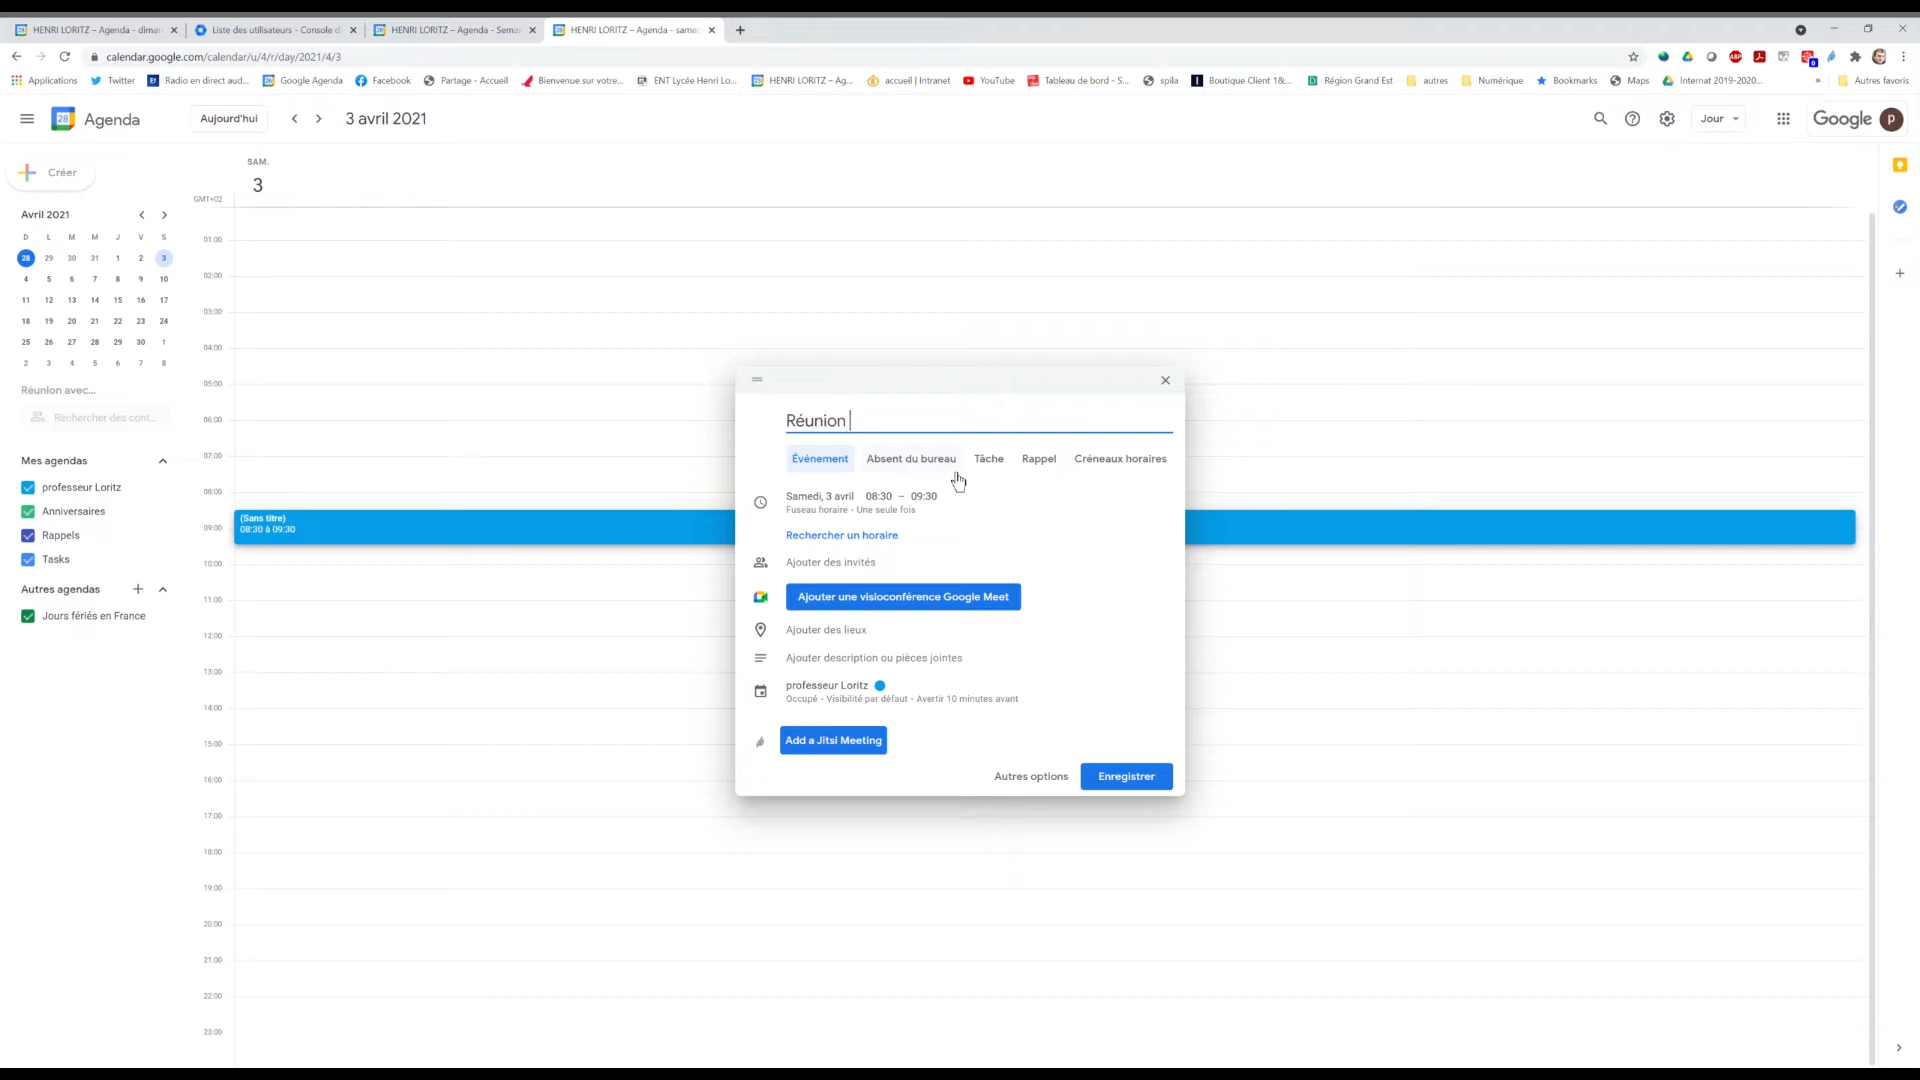 HENRI LORITZ – Agenda - diman
Liste des utilisateurs - Console d'
HENRI LORITZ – Agenda - Sema
HENRI LORITZ – Agenda - same
calendar.google.com/calendar/u/4/r/day/2021/4/3
Applications
Twitter
Radio en direct aud...
Google Agenda
Facebook
Partage - Accueil
Bienvenue sur votre...
ENT Lycée Henri Lo...
HENRI LORITZ – Ag...
accueil | Intranet
YouTube
Tableau de bord - S...
spila
Boutique Client 1&...
Région Grand Est
autres
Numérique
Bookmarks
Maps
Internat 2019-2020...
»
Autres favoris
28 Agenda
Aujourd'hui
3 avril 2021
Jour
Google
p
Créer
SAM.
3
GMT+02
Avril 2021
D L M M J V S
28 29 30 31 1 2 3
4 5 6 7 8 9 10
11 12 13 14 15 16 17
18 19 20 21 22 23 24
25 26 27 28 29 30 1
2 3 4 5 6 7 8
Réunion avec...
Rechercher des cont...
Mes agendas
professeur Loritz
Anniversaires
Rappels
Tasks
Autres agendas
Jours fériés en France
01:00
02:00
03:00
04:00
05:00
06:00
07:00
08:00
09:00
10:00
11:00
12:00
13:00
14:00
15:00
16:00
17:00
18:00
19:00
20:00
21:00
22:00
23:00
(Sans titre)
08:30 à 09:30
Réunion
Événement
Absent du bureau
Tâche
Rappel
Créneaux horaires
Samedi, 3 avril 08:30 – 09:30
Fuseau horaire - Une seule fois
Rechercher un horaire
Ajouter des invités
Ajouter une visioconférence Google Meet
Ajouter des lieux
Ajouter description ou pièces jointes
professeur Loritz
Occupé - Visibilité par défaut - Avertir 10 minutes avant
Add a Jitsi Meeting
Autres options
Enregistrer